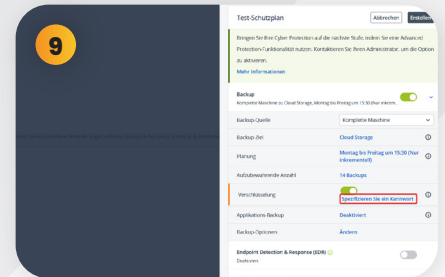 9
Test-Schutzplan
Abbrechen
Erstellen
Bringen Sie Ihre Cyber Protection auf die nächste Stufe, indem Sie eine Advanced
Protection-Funktionalität nutzen. Kontaktieren Sie Ihren Administrator, um die Option
zu aktivieren.
Mehr Informationen
Backup
Komplette Maschine zu Cloud Storage, Montag bis Freitag um 15:30 (Nur inkrem...
Backup-Quelle
Komplette Maschine
Backup-Ziel
Cloud Storage
Planung
Montag bis Freitag um 15:30 (Nur
inkrementell)
Aufzubewahrende Anzahl
14 Backups
Verschlüsselung
Spezifizieren Sie ein Kennwort
Applikations-Backup
Deaktiviert
Backup-Optionen
Ändern
Endpoint Detection & Response (EDR)